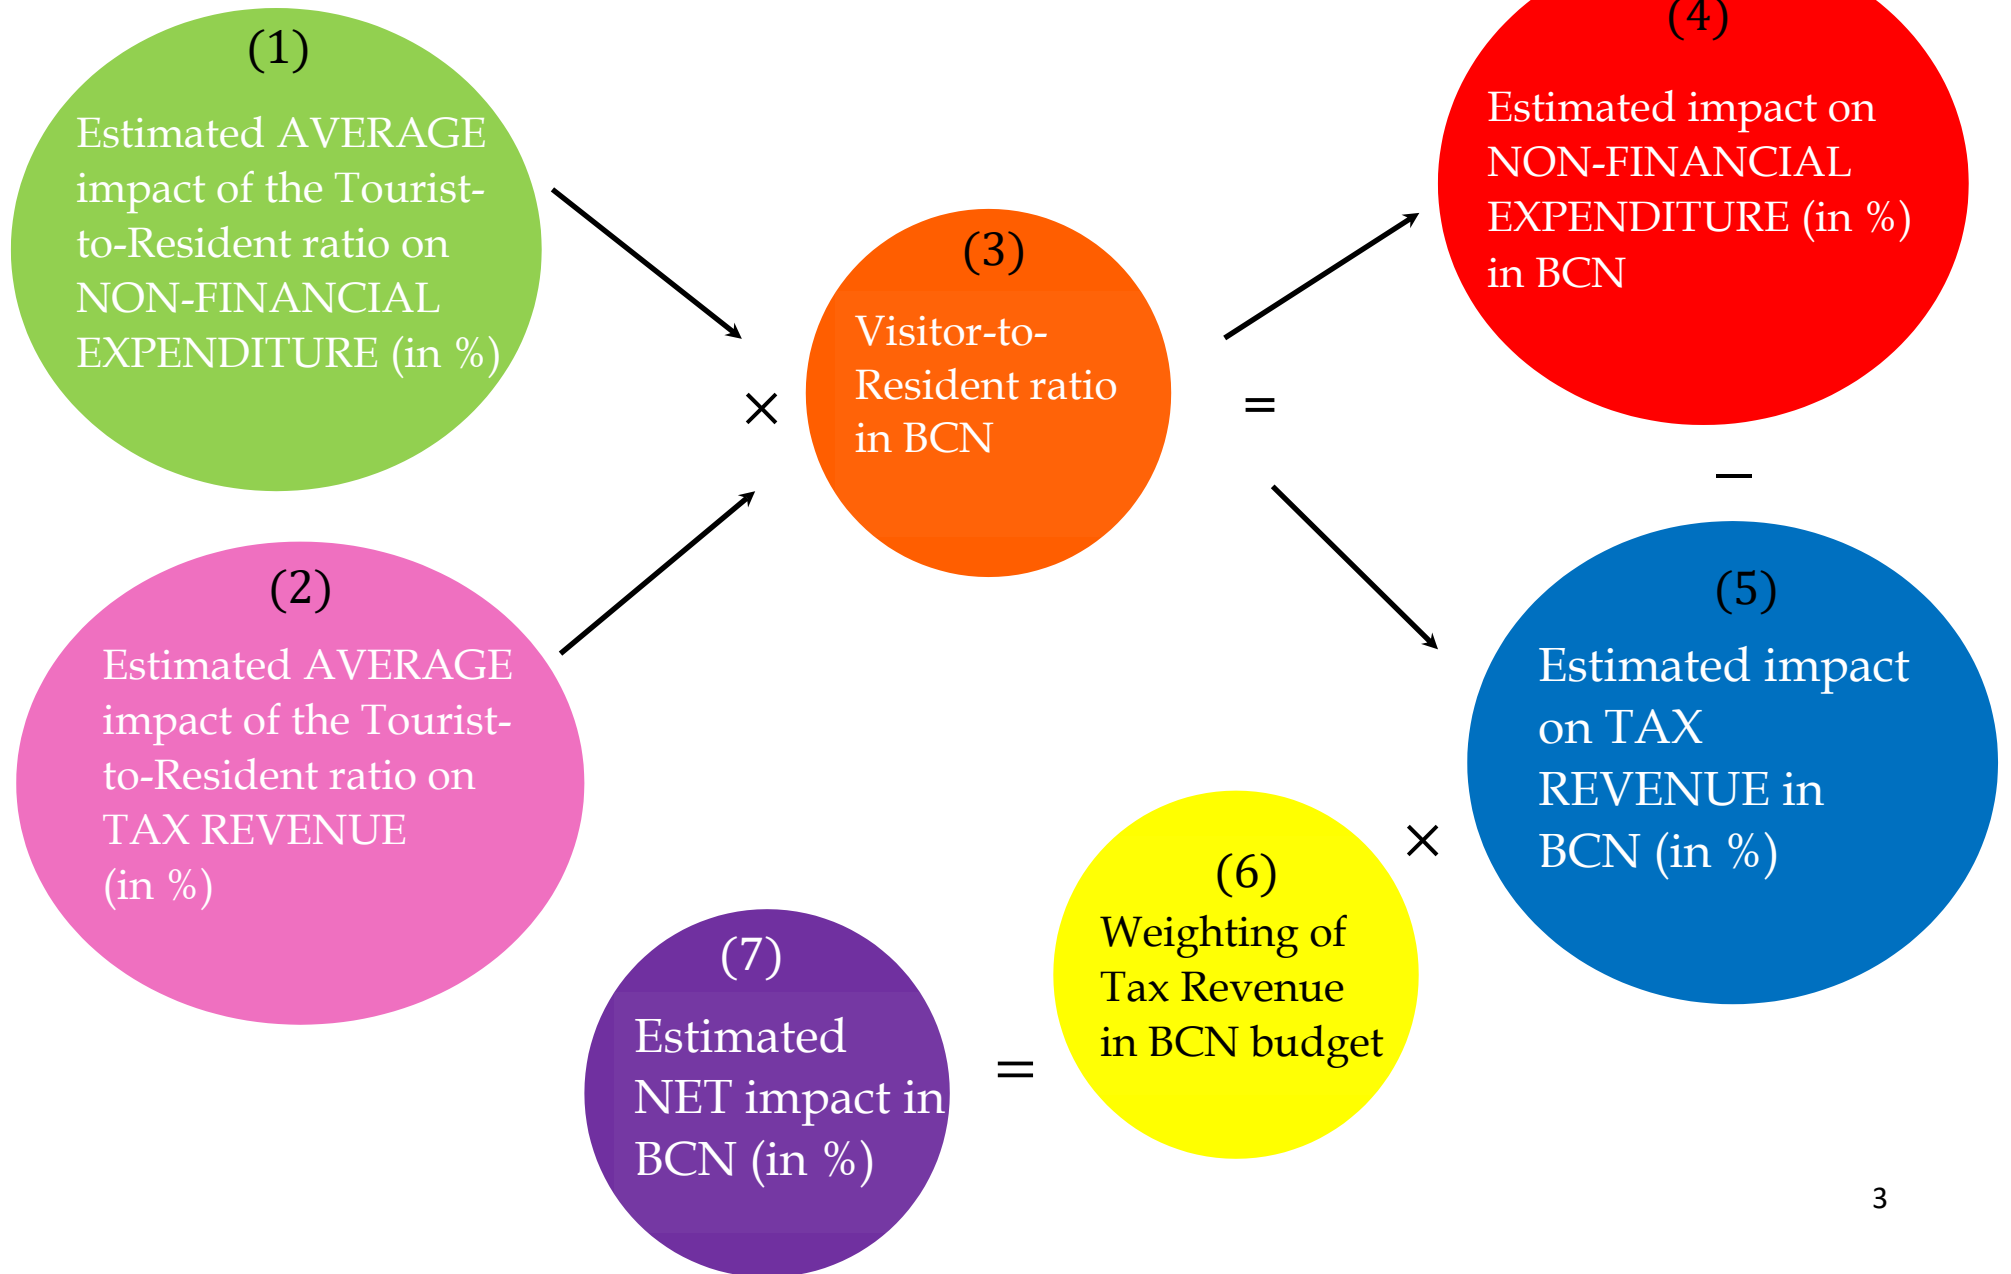 (1)
Estimated AVERAGE
impact of the Tourist-
to-Resident ratio on
NON-FINANCIAL
EXPENDITURE (in %)
(2)
Estimated AVERAGE
impact of the Tourist-
to-Resident ratio on
TAX REVENUE
(in %)
×
(3)
Visitor-to-
Resident ratio
in BCN
=
(4)
Estimated impact on
NON-FINANCIAL
EXPENDITURE (in %)
in BCN
−
(5)
Estimated impact
on TAX
REVENUE in
BCN (in %)
×
(6)
Weighting of
Tax Revenue
in BCN budget
=
(7)
Estimated
NET impact in
BCN (in %)
3